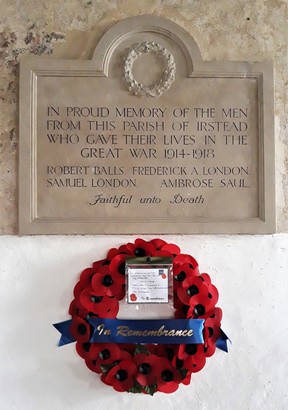 IN PROUD MEMORY OF THE MEN
FROM THIS PARISH OF IRSTEAD
WHO GAVE THEIR LIVES IN THE
GREAT WAR 1914-1918
ROBERT BALLS. FREDERICK A. LONDON
SAMUEL LONDON. AMBROSE SAUL.
Faithful unto Death
In Remembrance